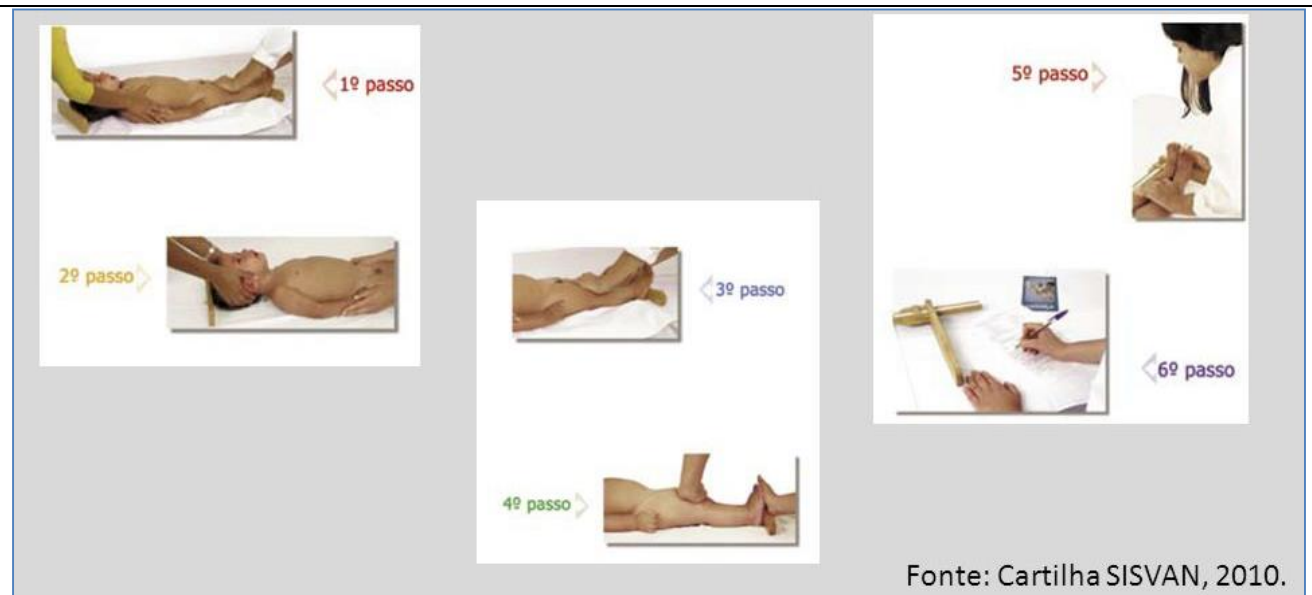 1º passo
2º passo
3º passo
4º passo
5º passo
6º passo
Fonte: Cartilha SISVAN, 2010.